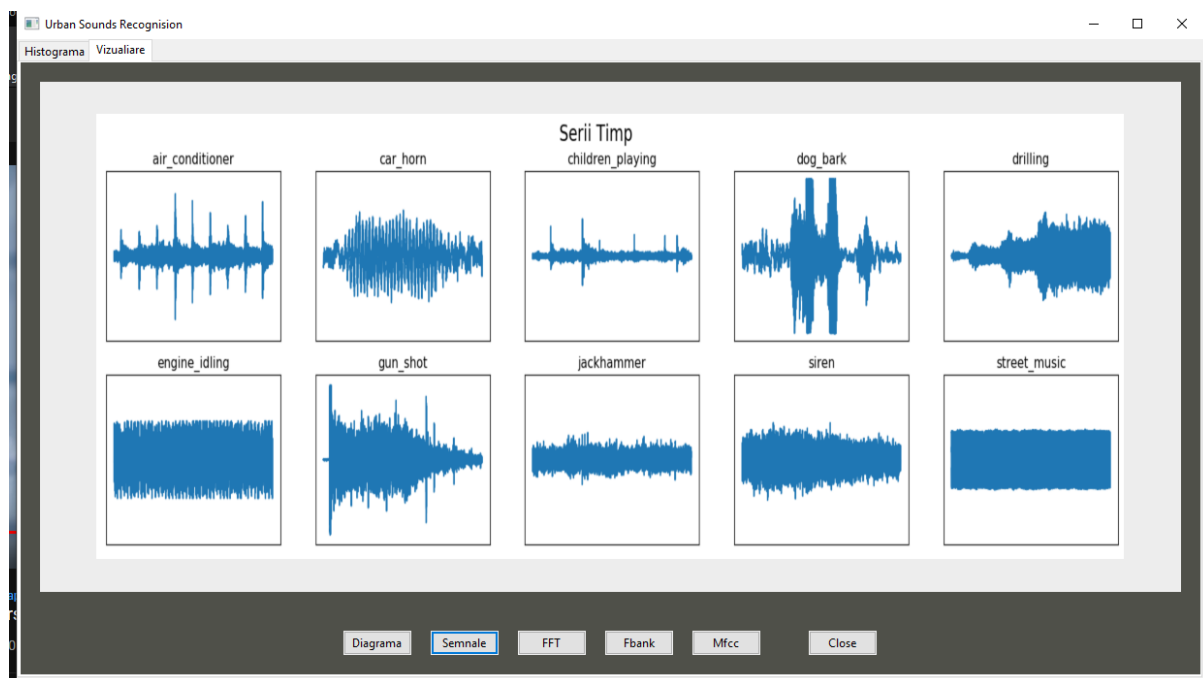 Urban Sounds Recognision
Histograma Vizualiare
Serii Timp
air_conditioner car_horn children_playing dog_bark drilling
engine_idling gun_shot jackhammer siren street_music
Diagrama Semnale FFT Fbank Mfcc Close